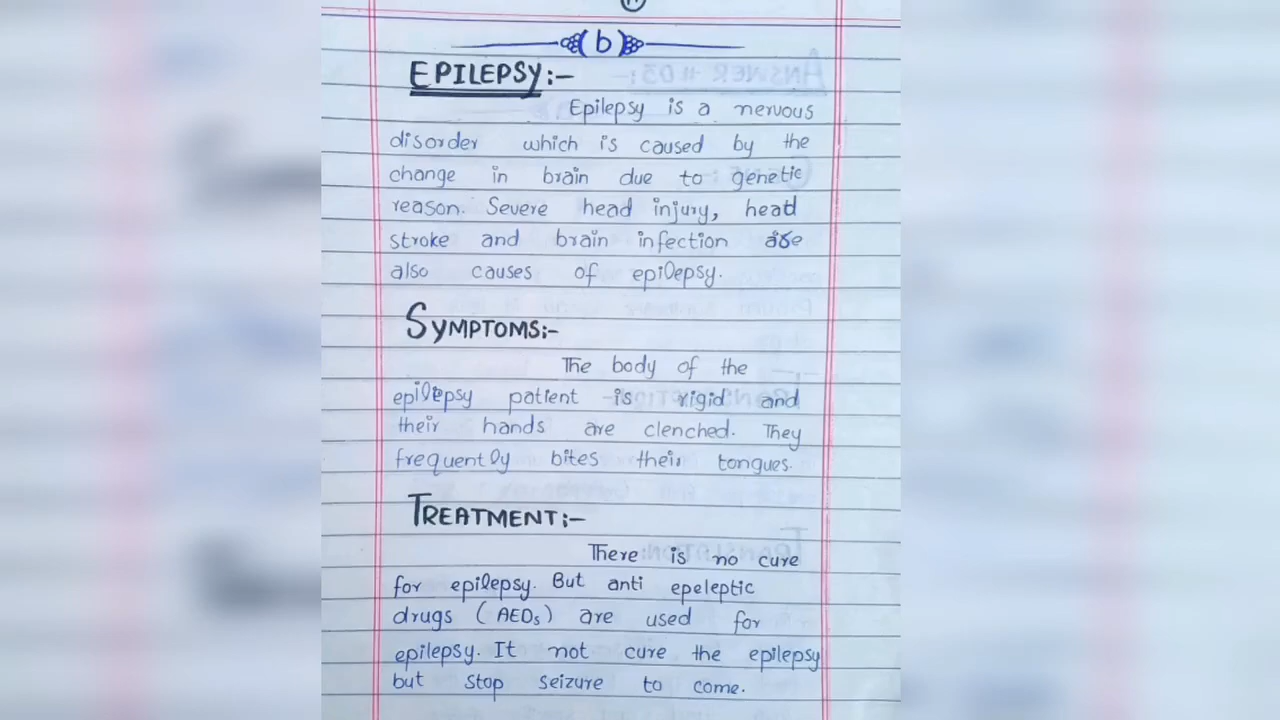 (b)
EPILEPSY:-
Epilepsy is a nervous
disorder which is caused by the
change in brain due to genetic
reason. Severe head injury, head
stroke and brain infection are
also causes of epilepsy.
SYMPTOMS:-
The body of the
epilepsy patient is rigid and
their hands are clenched. They
frequently bites their tongues.
TREATMENT:-
There is no cure
for epilepsy. But anti epeleptic
drugs (AEDs) are used for
epilepsy. It not cure the epilepsy
but stop seizure to come.